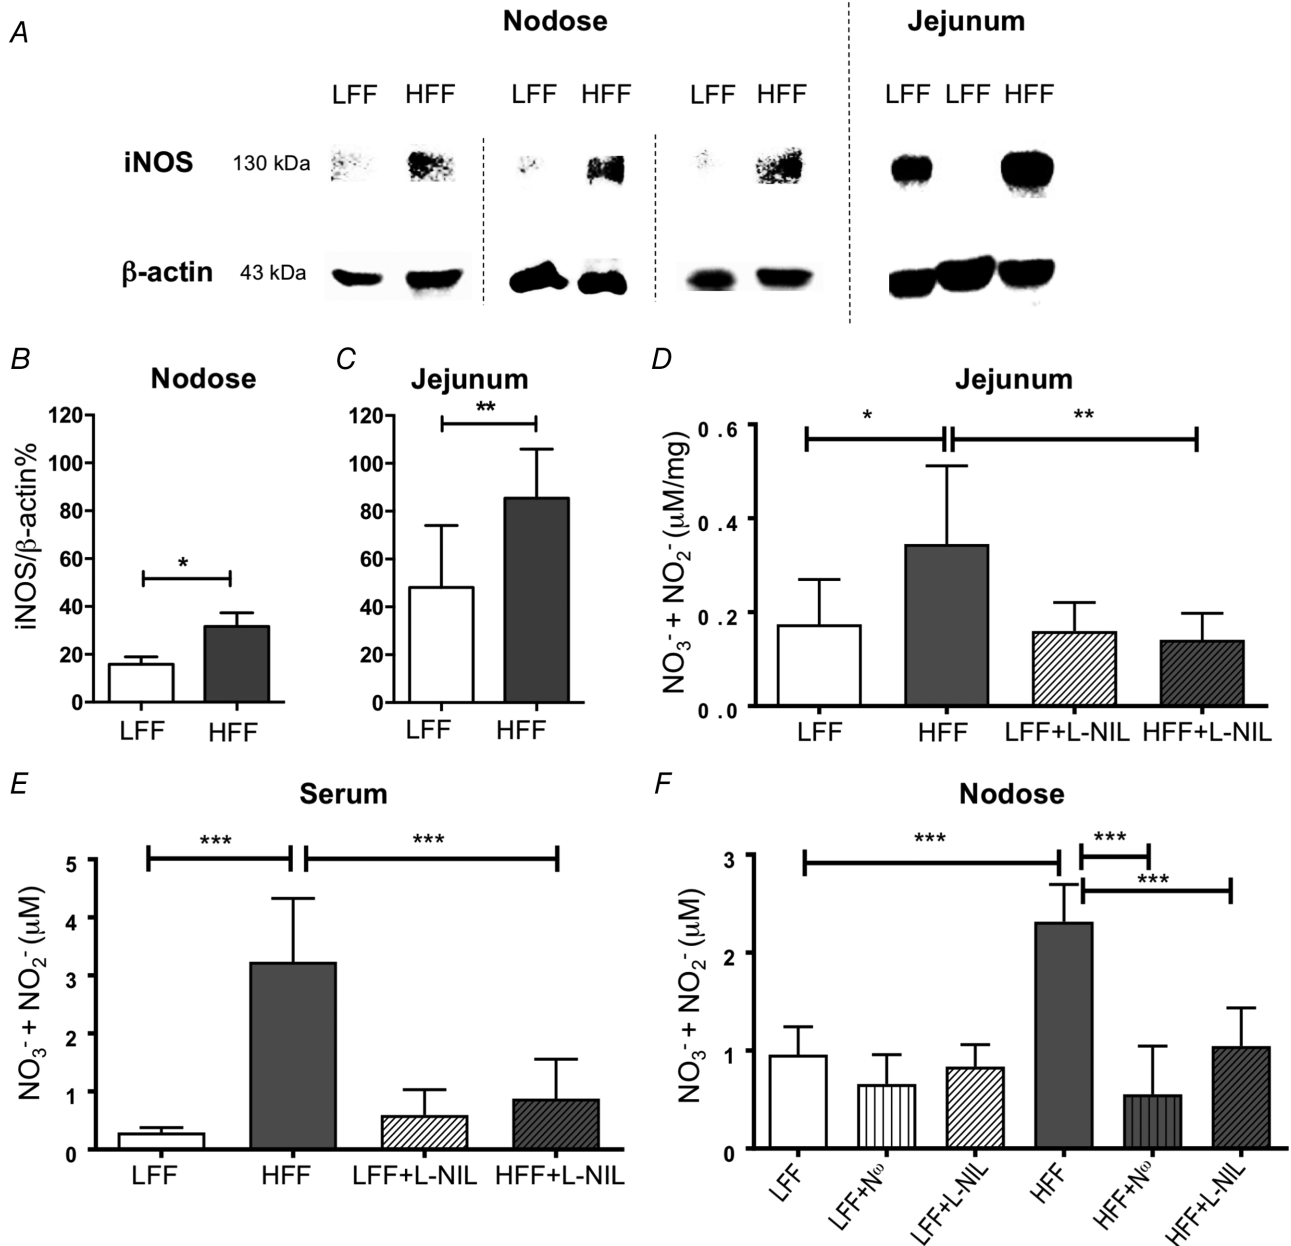 A
Nodose
Jejunum
LFF HFF LFF HFF LFF HFF LFF LFF HFF
iNOS 130 kDa
β-actin 43 kDa
B
Nodose
iNOS/β-actin%
120
100
80
60
40
20
0
*
LFF HFF
C
Jejunum
120
100
80
60
40
20
0
**
LFF HFF
D
Jejunum
NO₃⁻ + NO₂⁻ (μM/mg)
0.6
0.4
0.2
0.0
* **
LFF HFF LFF+L-NIL HFF+L-NIL
E
Serum
NO₃⁻ + NO₂⁻ (μM)
5
4
3
2
1
0
*** ***
LFF HFF LFF+L-NIL HFF+L-NIL
F
Nodose
NO₃⁻ + NO₂⁻ (μM)
3
2
1
0
*** ***
***
LFF LFF+Nω LFF+L-NIL HFF HFF+Nω HFF+L-NIL